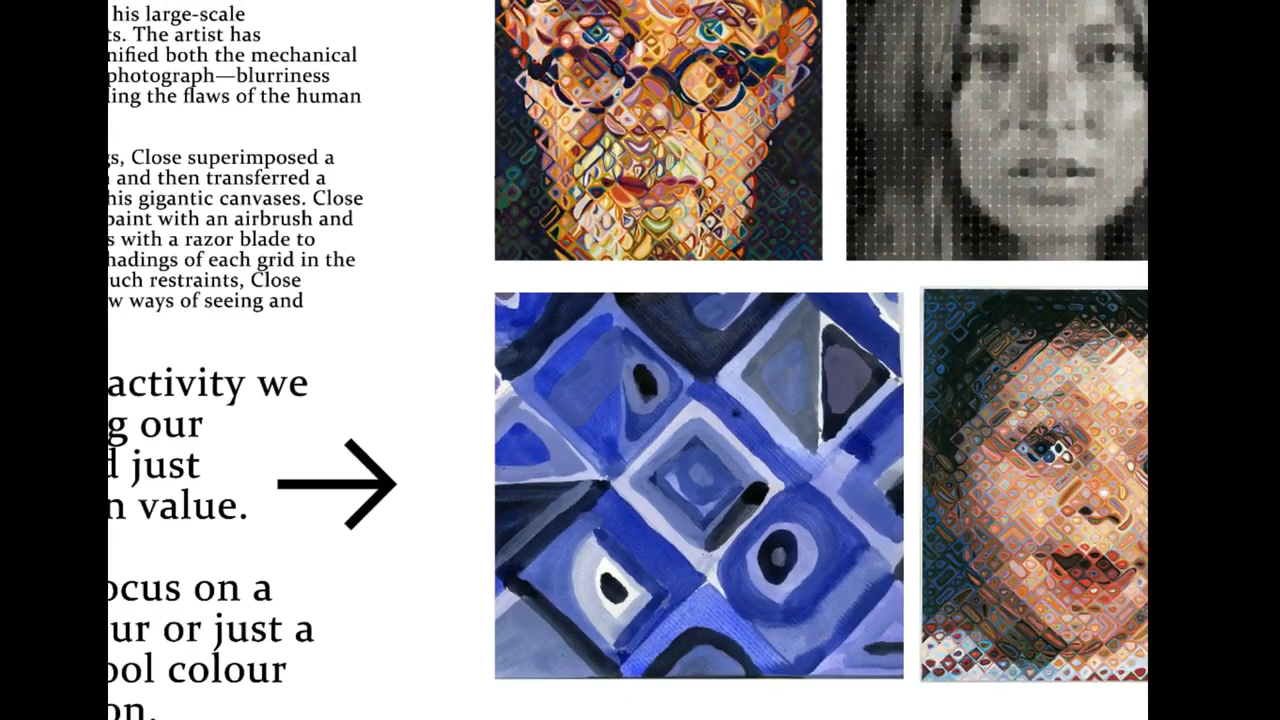 his large-scale
ts. The artist has
nified both the mechanical
photograph—blurriness
ling the flaws of the human
gs, Close superimposed a
and then transferred a
his gigantic canvases. Close
paint with an airbrush and
s with a razor blade to
hadings of each grid in the
uch restraints, Close
w ways of seeing and
activity we
g our
d just
n value.
ocus on a
ur or just a
ool colour
on.